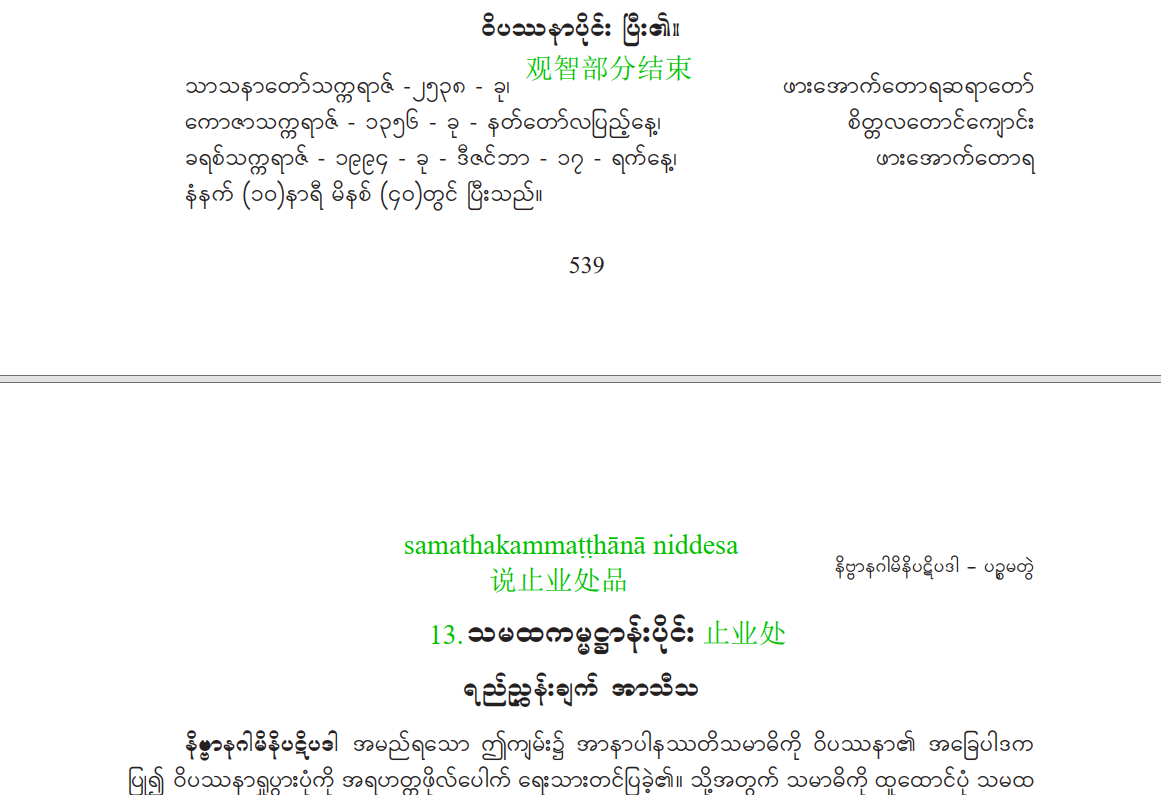 ဝိပဿနာပိုင်း ပြီး၏။
观智部分结束
သာသနာတော်သက္ကရာဇ် -၂၅၃၈ - ခု၊ ဖားအောက်တောရဆရာတော်
ကောဇာသက္ကရာဇ် - ၁၃၅၆ - ခု - နတ်တော်လပြည့်နေ့၊ စိတ္တလတောင်ကျောင်း
ခရစ်သက္ကရာဇ် - ၁၉၉၄ - ခု - ဒီဇင်ဘာ - ၁၇ - ရက်နေ့၊ ဖားအောက်တောရ
နံနက် (၁၀)နာရီ မိနစ် (၄၀)တွင် ပြီးသည်။
539
samathakammaṭṭhānā niddesa
နိဗ္ဗာနဂါမိနိပဋိပဒါ – ပဉ္စမတွဲ
说止业处品
13. သမထကမ္မဋ္ဌာန်းပိုင်း 止业处
ရည်ညွှန်းချက် အာသီသ
နိဗ္ဗာနဂါမိနိပဋိပဒါ အမည်ရသော ဤကျမ်း၌ အာနာပါနဿတိသမာဓိကို ဝိပဿနာ၏ အခြေပါဒက
ပြု၍ ဝိပဿနာရှုပွားပုံကို အရဟတ္တဖိုလ်ပေါက် ရေးသားတင်ပြခဲ့၏။ သို့အတွက် သမာဓိကို ထူထောင်ပုံ သမထ